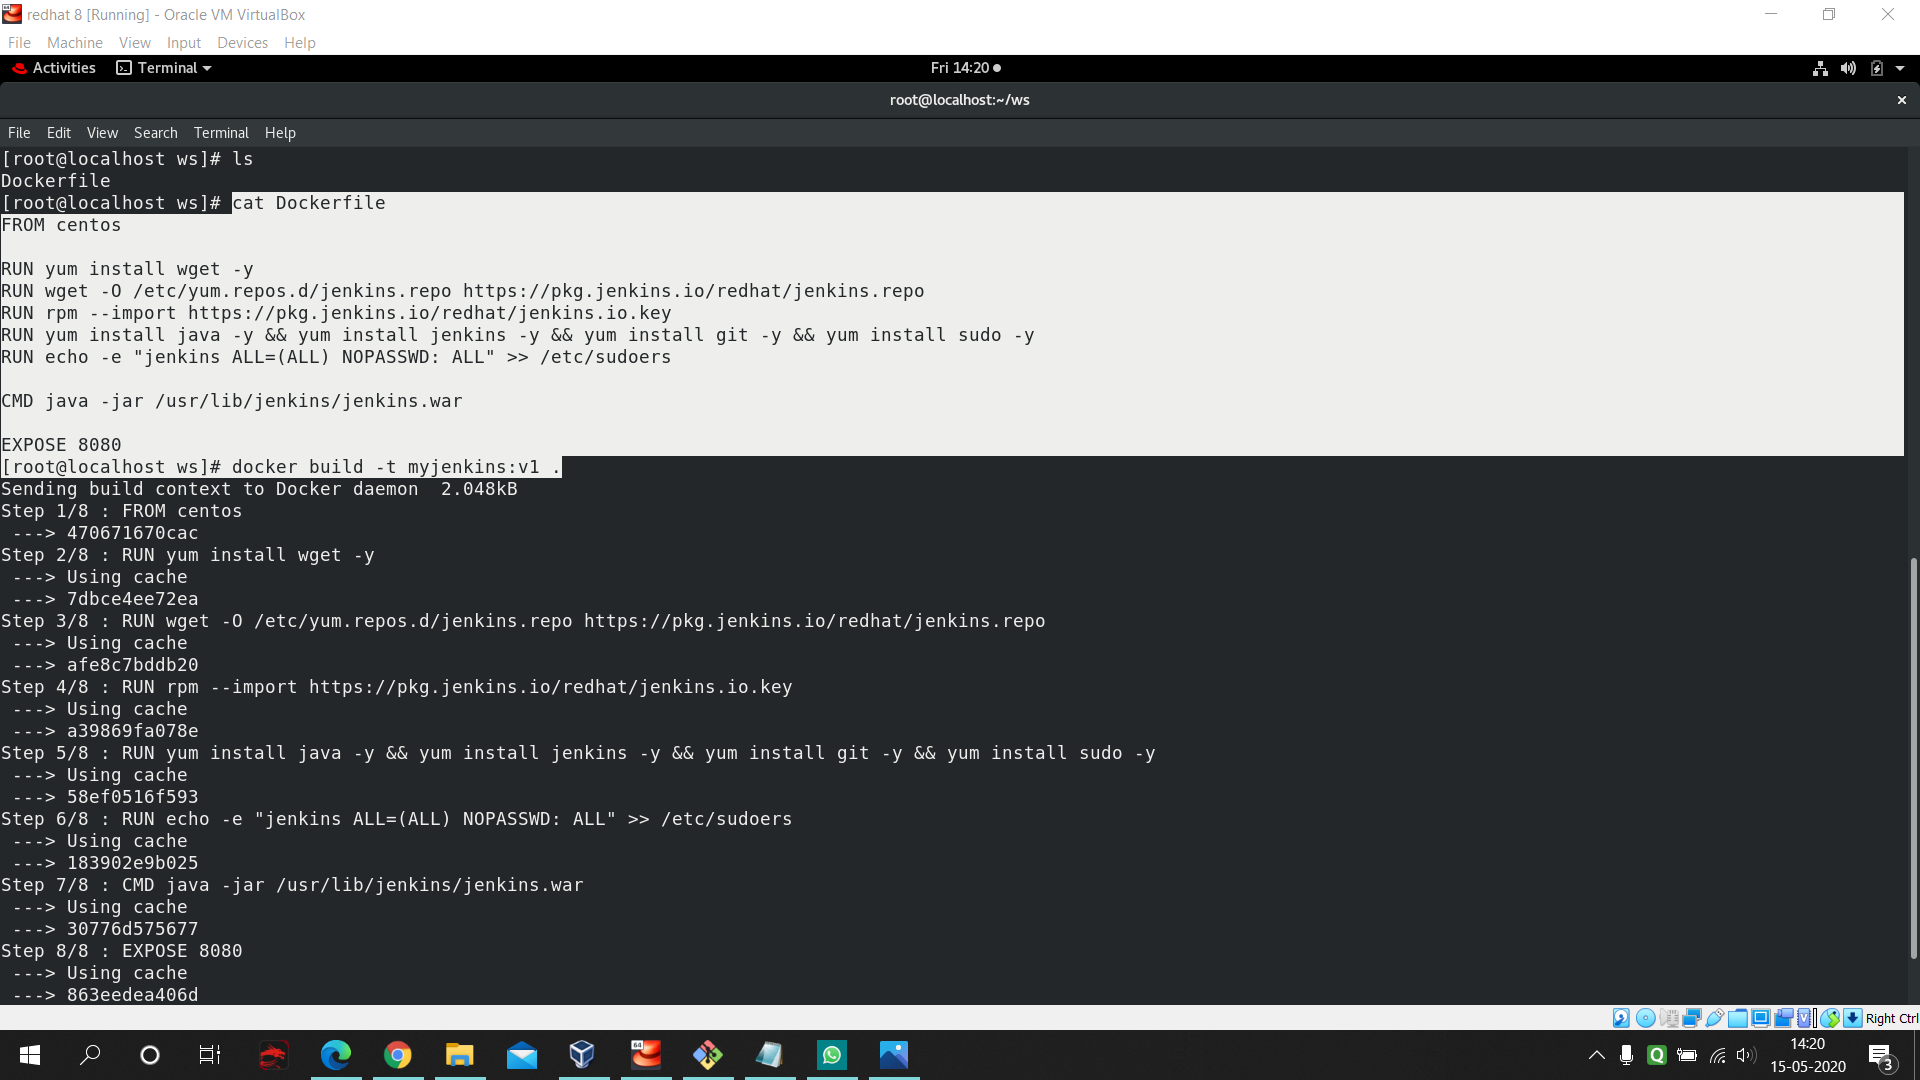 redhat 8 [Running] - Oracle VM VirtualBox
File Machine View Input Devices Help
Activities Terminal Fri 14:20
root@localhost:~/ws
File Edit View Search Terminal Help
[root@localhost ws]# ls
Dockerfile
[root@localhost ws]# cat Dockerfile
FROM centos
RUN yum install wget -y
RUN wget -O /etc/yum.repos.d/jenkins.repo https://pkg.jenkins.io/redhat/jenkins.repo
RUN rpm --import https://pkg.jenkins.io/redhat/jenkins.io.key
RUN yum install java -y && yum install jenkins -y && yum install git -y && yum install sudo -y
RUN echo -e "jenkins ALL=(ALL) NOPASSWD: ALL" >> /etc/sudoers
CMD java -jar /usr/lib/jenkins/jenkins.war
EXPOSE 8080
[root@localhost ws]# docker build -t myjenkins:v1 .
Sending build context to Docker daemon  2.048kB
Step 1/8 : FROM centos
 ---> 470671670cac
Step 2/8 : RUN yum install wget -y
 ---> Using cache
 ---> 7dbce4ee72ea
Step 3/8 : RUN wget -O /etc/yum.repos.d/jenkins.repo https://pkg.jenkins.io/redhat/jenkins.repo
 ---> Using cache
 ---> afe8c7bddb20
Step 4/8 : RUN rpm --import https://pkg.jenkins.io/redhat/jenkins.io.key
 ---> Using cache
 ---> a39869fa078e
Step 5/8 : RUN yum install java -y && yum install jenkins -y && yum install git -y && yum install sudo -y
 ---> Using cache
 ---> 58ef0516f593
Step 6/8 : RUN echo -e "jenkins ALL=(ALL) NOPASSWD: ALL" >> /etc/sudoers
 ---> Using cache
 ---> 183902e9b025
Step 7/8 : CMD java -jar /usr/lib/jenkins/jenkins.war
 ---> Using cache
 ---> 30776d575677
Step 8/8 : EXPOSE 8080
 ---> Using cache
 ---> 863eedea406d
Right Ctrl
14:20
15-05-2020
3